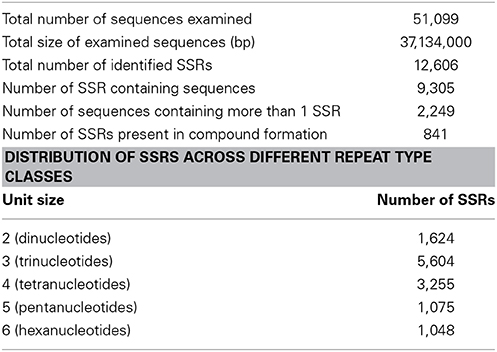 Total number of sequences examined 51,099
Total size of examined sequences (bp) 37,134,000
Total number of identified SSRs 12,606
Number of SSR containing sequences 9,305
Number of sequences containing more than 1 SSR 2,249
Number of SSRs present in compound formation 841
DISTRIBUTION OF SSRS ACROSS DIFFERENT REPEAT TYPE
CLASSES
Unit size Number of SSRs
2 (dinucleotides) 1,624
3 (trinucleotides) 5,604
4 (tetranucleotides) 3,255
5 (pentanucleotides) 1,075
6 (hexanucleotides) 1,048